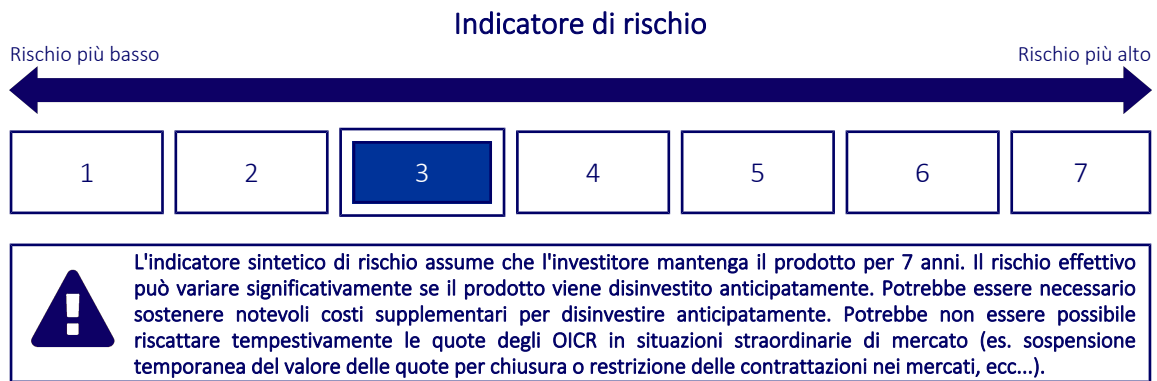 Indicatore di rischio
Rischio più basso
Rischio più alto
1 2 3 4 5 6 7
L'indicatore sintetico di rischio assume che l'investitore mantenga il prodotto per 7 anni. Il rischio effettivo
può variare significativamente se il prodotto viene disinvestito anticipatamente. Potrebbe essere necessario
sostenere notevoli costi supplementari per disinvestire anticipatamente. Potrebbe non essere possibile
riscattare tempestivamente le quote degli OICR in situazioni straordinarie di mercato (es. sospensione
temporanea del valore delle quote per chiusura o restrizione delle contrattazioni nei mercati, ecc...).